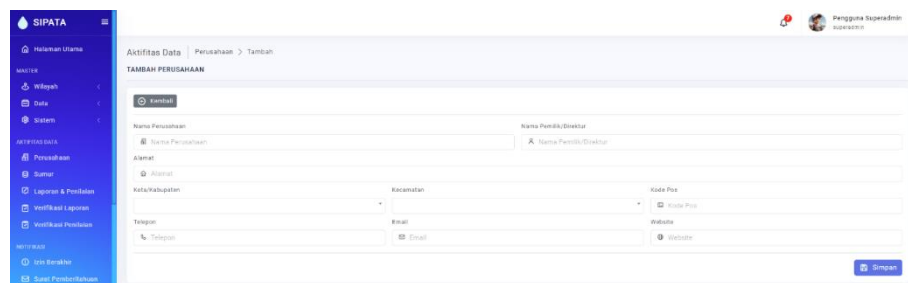 SIPATA
Pengguna Superadmin
superadmin
Halaman Utama
Aktifitas Data Perusahaan > Tambah
TAMBAH PERUSAHAAN
MASTER
Wilayah
Data
Sistem
AKTIFITAS DATA
Perusahaan
Sumur
Laporan & Penilaian
Verifikasi Laporan
Verifikasi Penilaian
NOTIFIKASI
Izin Berakhir
Surat Pemberitahuan
Kembali
Nama Perusahaan
Nama Pemilik/Direktur
Nama Perusahaan
Nama Pemilik/Direktur
Alamat
Alamat
Kota/Kabupaten
Kecamatan
Kode Pos
Kode Pos
Telepon
Email
Website
Telepon
Email
Website
Simpan